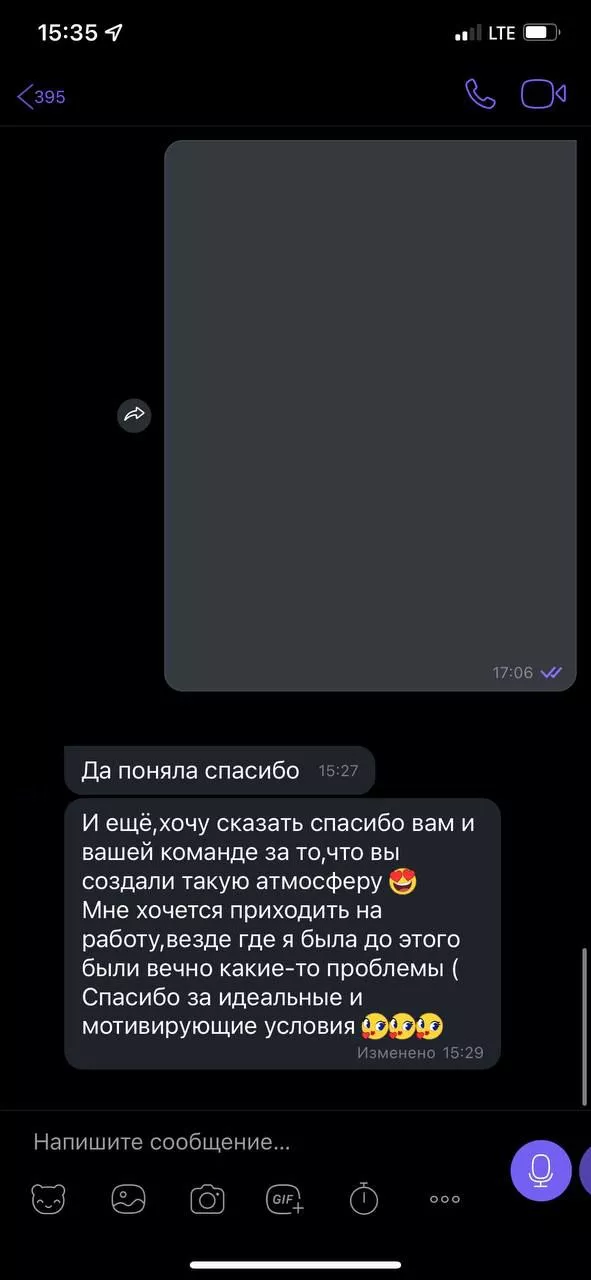 15:35
LTE
395
17:06
Да поняла спасибо 15:27
И ещё,хочу сказать спасибо вам и
вашей команде за то,что вы
создали такую атмосферу 😍
Мне хочется приходить на
работу,везде где я была до этого
были вечно какие-то проблемы (
Спасибо за идеальные и
мотивирующие условия
Изменено 15:29
Напишите сообщение...
GIF